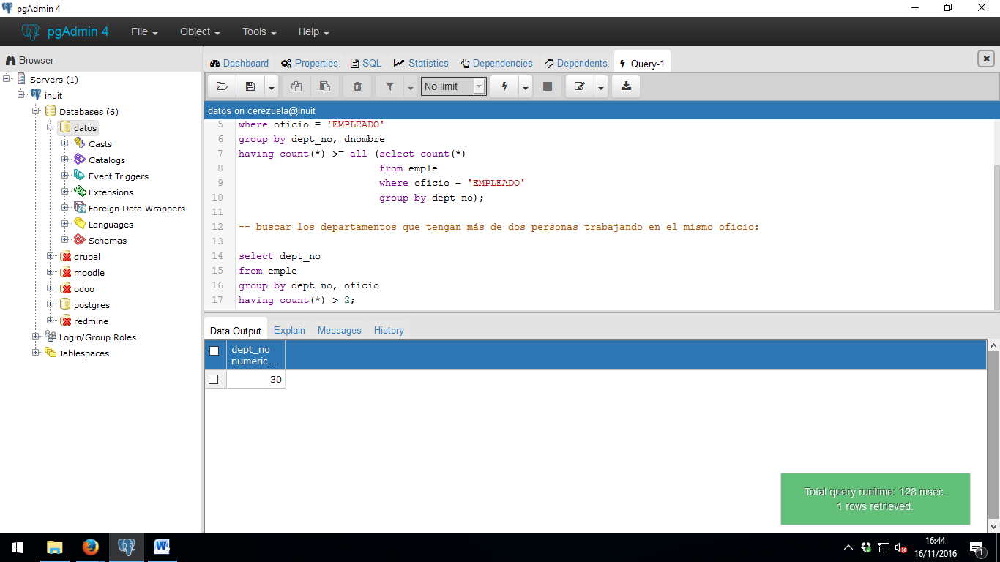 pgAdmin 4
pgAdmin 4 File Object Tools Help
Browser
Servers (1)
inuit
Databases (6)
datos
Casts
Catalogs
Event Triggers
Extensions
Foreign Data Wrappers
Languages
Schemas
drupal
moodle
odoo
postgres
redmine
Login/Group Roles
Tablespaces
Dashboard Properties SQL Statistics Dependencies Dependents Query-1
No limit
datos on cerezuela@inuit
5 where oficio = 'EMPLEADO'
6 group by dept_no, dnombre
7 having count(*) >= all (select count(*)
8 from emple
9 where oficio = 'EMPLEADO'
10 group by dept_no);
11
12 -- buscar los departamentos que tengan más de dos personas trabajando en el mismo oficio:
13
14 select dept_no
15 from emple
16 group by dept_no, oficio
17 having count(*) > 2;
Data Output Explain Messages History
dept_no
numeric ...
30
Total query runtime: 128 msec.
1 rows retrieved.
16:44
16/11/2016
1